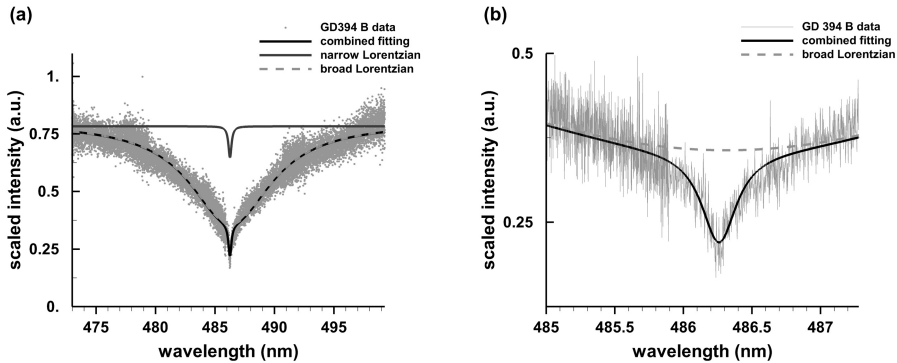 (a)
GD394 B data
combined fitting
narrow Lorentzian
broad Lorentzian
1.
0.75
0.5
0.25
0.
scaled intensity (a.u.)
475 480 485 490 495
wavelength (nm)
(b)
GD 394 B data
combined fitting
broad Lorentzian
0.5
0.25
scaled intensity (a.u.)
485 485.5 486 486.5 487
wavelength (nm)